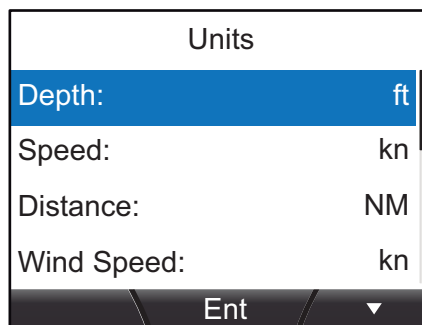 Units
Depth: ft
Speed: kn
Distance: NM
Wind Speed: kn
Ent